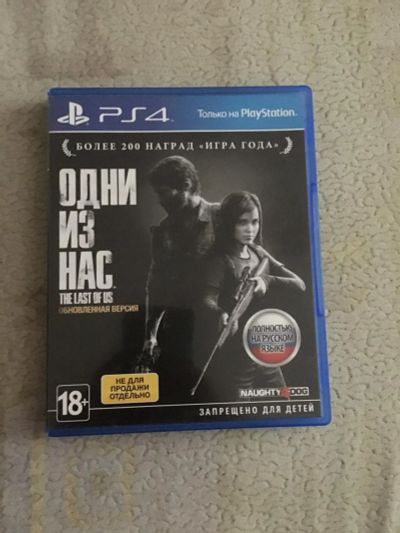 PS4
Только на PlayStation.
БОЛЕЕ 200 НАГРАД «ИГРА ГОДА»
ОДНИ
ИЗ
НАС
THE LAST OF US
ОБНОВЛЕННАЯ ВЕРСИЯ
ПОЛНОСТЬЮ
НА РУССКОМ
ЯЗЫКЕ
НЕ ДЛЯ
ПРОДАЖИ
ОТДЕЛЬНО
18+
NAUGHTY DOG
ЗАПРЕЩЕНО ДЛЯ ДЕТЕЙ